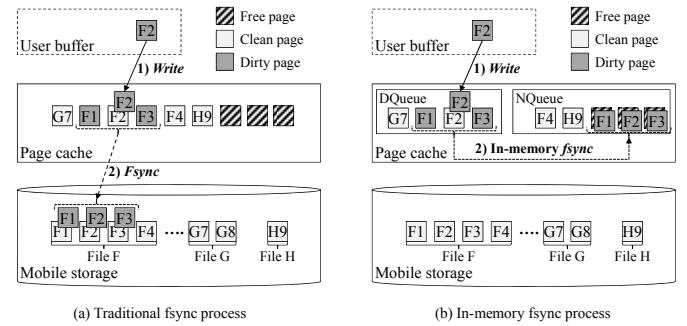 F2
User buffer
Free page
Clean page
Dirty page
1) Write
F2
G7 F1 F2 F3 F4 H9
Page cache
2) Fsync
F1 F2 F3
F1 F2 F3 F4 .... G7 G8 H9
File F File G File H
Mobile storage
(a) Traditional fsync process
F2
User buffer
Free page
Clean page
Dirty page
1) Write
DQueue
F2
G7 F1 F2 F3
NQueue
F4 H9 F1 F2 F3
2) In-memory fsync
Page cache
F1 F2 F3 F4 .... G7 G8 H9
File F File G File H
Mobile storage
(b) In-memory fsync process